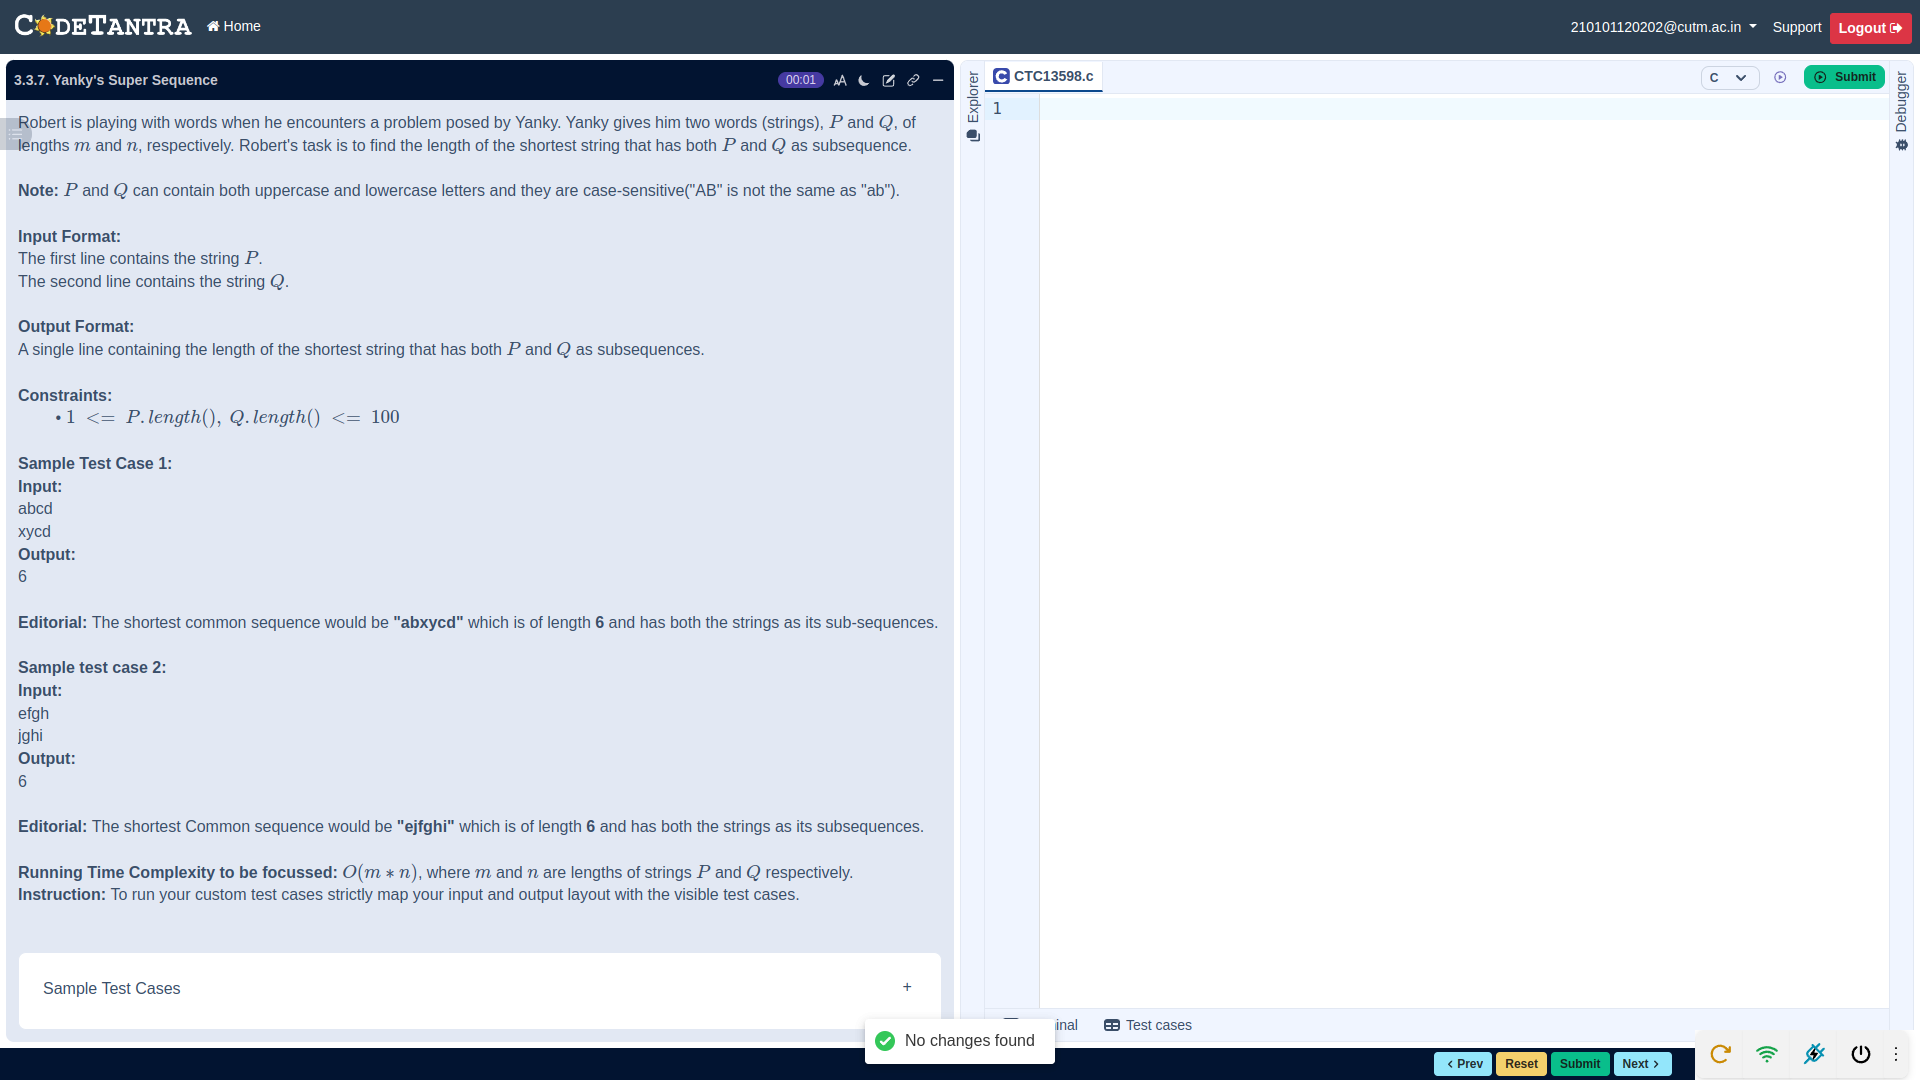 CODETANTRA
Home
210101120202@cutm.ac.in
Support
Logout
3.3.7. Yanky's Super Sequence
00:01
Robert is playing with words when he encounters a problem posed by Yanky. Yanky gives him two words (strings), P and Q, of
lengths m and n, respectively. Robert's task is to find the length of the shortest string that has both P and Q as subsequence.
Note: P and Q can contain both uppercase and lowercase letters and they are case-sensitive("AB" is not the same as "ab").
Input Format:
The first line contains the string P.
The second line contains the string Q.
Output Format:
A single line containing the length of the shortest string that has both P and Q as subsequences.
Constraints:
• 1 <= P.length(), Q.length() <= 100
Sample Test Case 1:
Input:
abcd
xycd
Output:
6
Editorial: The shortest common sequence would be "abxycd" which is of length 6 and has both the strings as its sub-sequences.
Sample test case 2:
Input:
efgh
jghi
Output:
6
Editorial: The shortest Common sequence would be "ejfghi" which is of length 6 and has both the strings as its subsequences.
Running Time Complexity to be focussed: O(m * n), where m and n are lengths of strings P and Q respectively.
Instruction: To run your custom test cases strictly map your input and output layout with the visible test cases.
Sample Test Cases
+
Explorer
CTC13598.c
C
Submit
Debugger
1
inal
Test cases
No changes found
< Prev
Reset
Submit
Next >